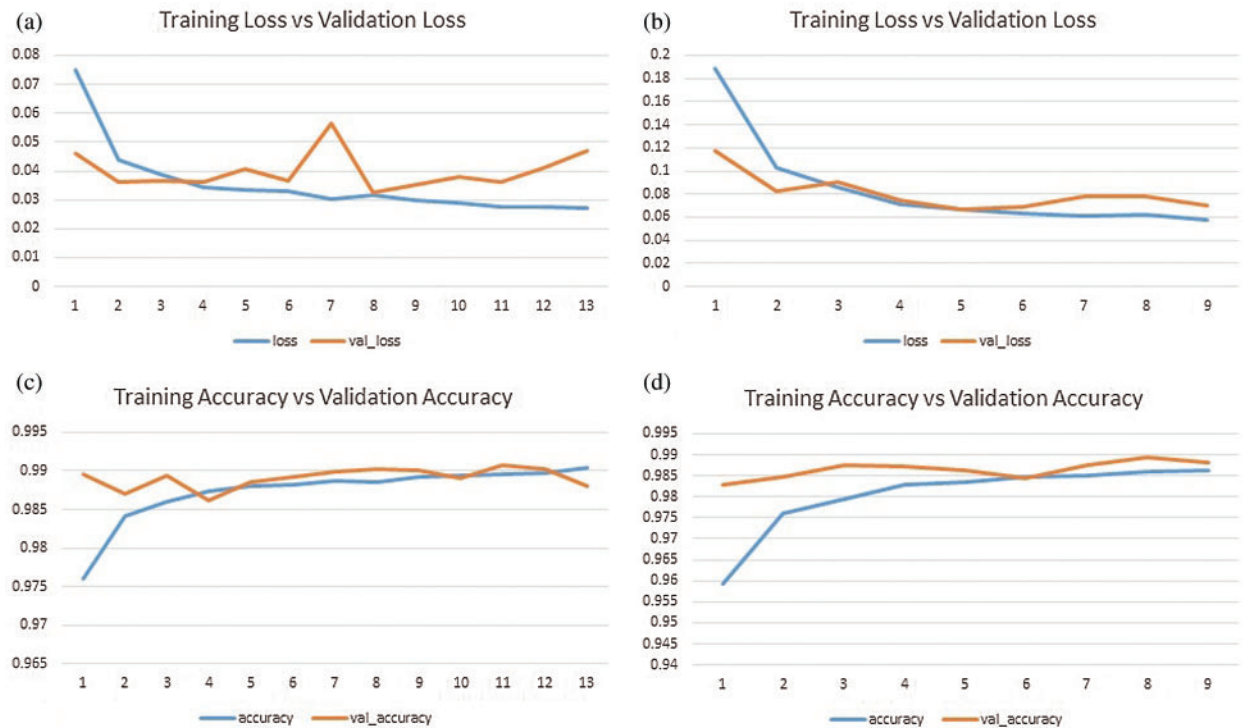 (a)
Training Loss vs Validation Loss
0.08
0.07
0.06
0.05
0.04
0.03
0.02
0.01
0
1 2 3 4 5 6 7 8 9 10 11 12 13
loss val_loss
(b)
Training Loss vs Validation Loss
0.2
0.18
0.16
0.14
0.12
0.1
0.08
0.06
0.04
0.02
0
1 2 3 4 5 6 7 8 9
loss val_loss
(c)
Training Accuracy vs Validation Accuracy
0.995
0.99
0.985
0.98
0.975
0.97
0.965
1 2 3 4 5 6 7 8 9 10 11 12 13
accuracy val_accuracy
(d)
Training Accuracy vs Validation Accuracy
0.995
0.99
0.985
0.98
0.975
0.97
0.965
0.96
0.955
0.95
0.945
0.94
1 2 3 4 5 6 7 8 9
accuracy val_accuracy